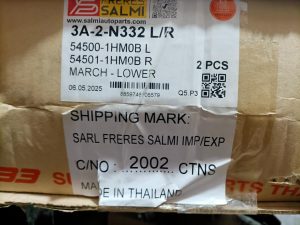 FRERES
SALMI
www.salmiautoparts.com
3A-2-N332 L/R
54500-1HM0B L
54501-1HM0B R
MARCH - LOWER
2 PCS
06.05.2025
Q5 P3
SHIPPING MARK:
SARL FRERES SALMI IMP/EXP
C/NO : 2002 CTNS
MADE IN THAILAND